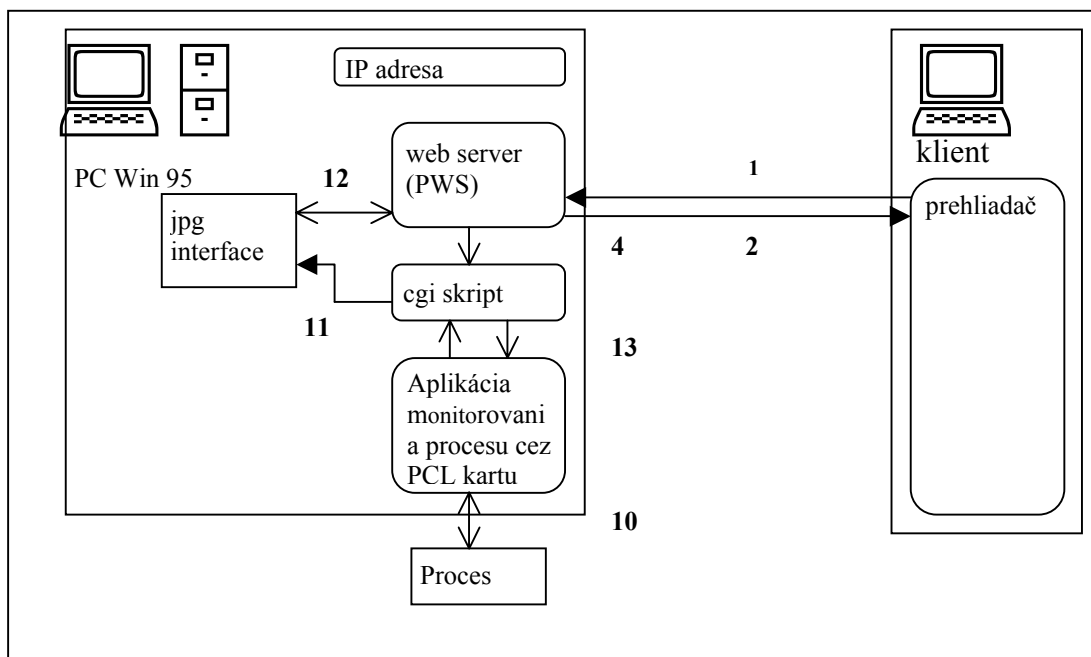 IP adresa
web server
(PWS)
PC Win 95
12
jpg
interface
cgi skript
11
Aplikácia
monitorovani
a procesu cez
PCL kartu
Proces
1
4
2
13
10
klient
prehliadač